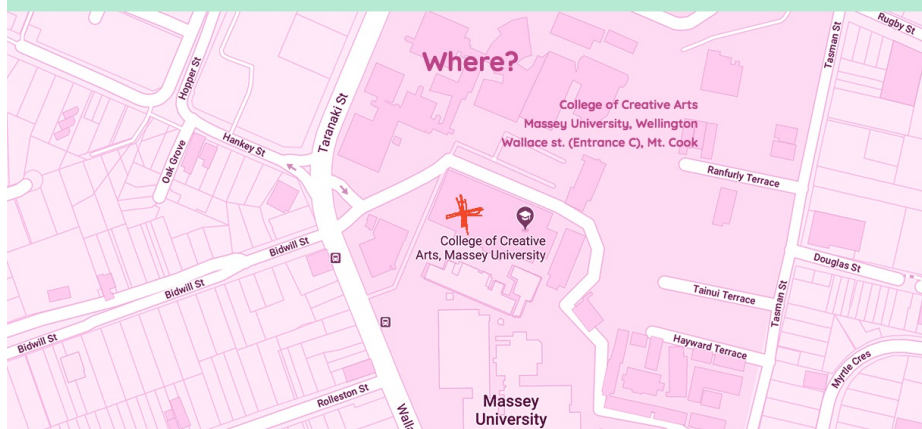 Where?
College of Creative Arts
Massey University, Wellington
Wallace st. (Entrance C), Mt. Cook
Rugby St
Tasman St
Hopper St
Taranaki St
Hankey St
Oak Grove
Ranfurly Terrace
College of Creative
Arts, Massey University
Bidwill St
Bidwill St
Bidwill St
Douglas St
Tainui Terrace
Tasman St
Hayward Terrace
Myrtle Cres
Rolleston St
Massey
University